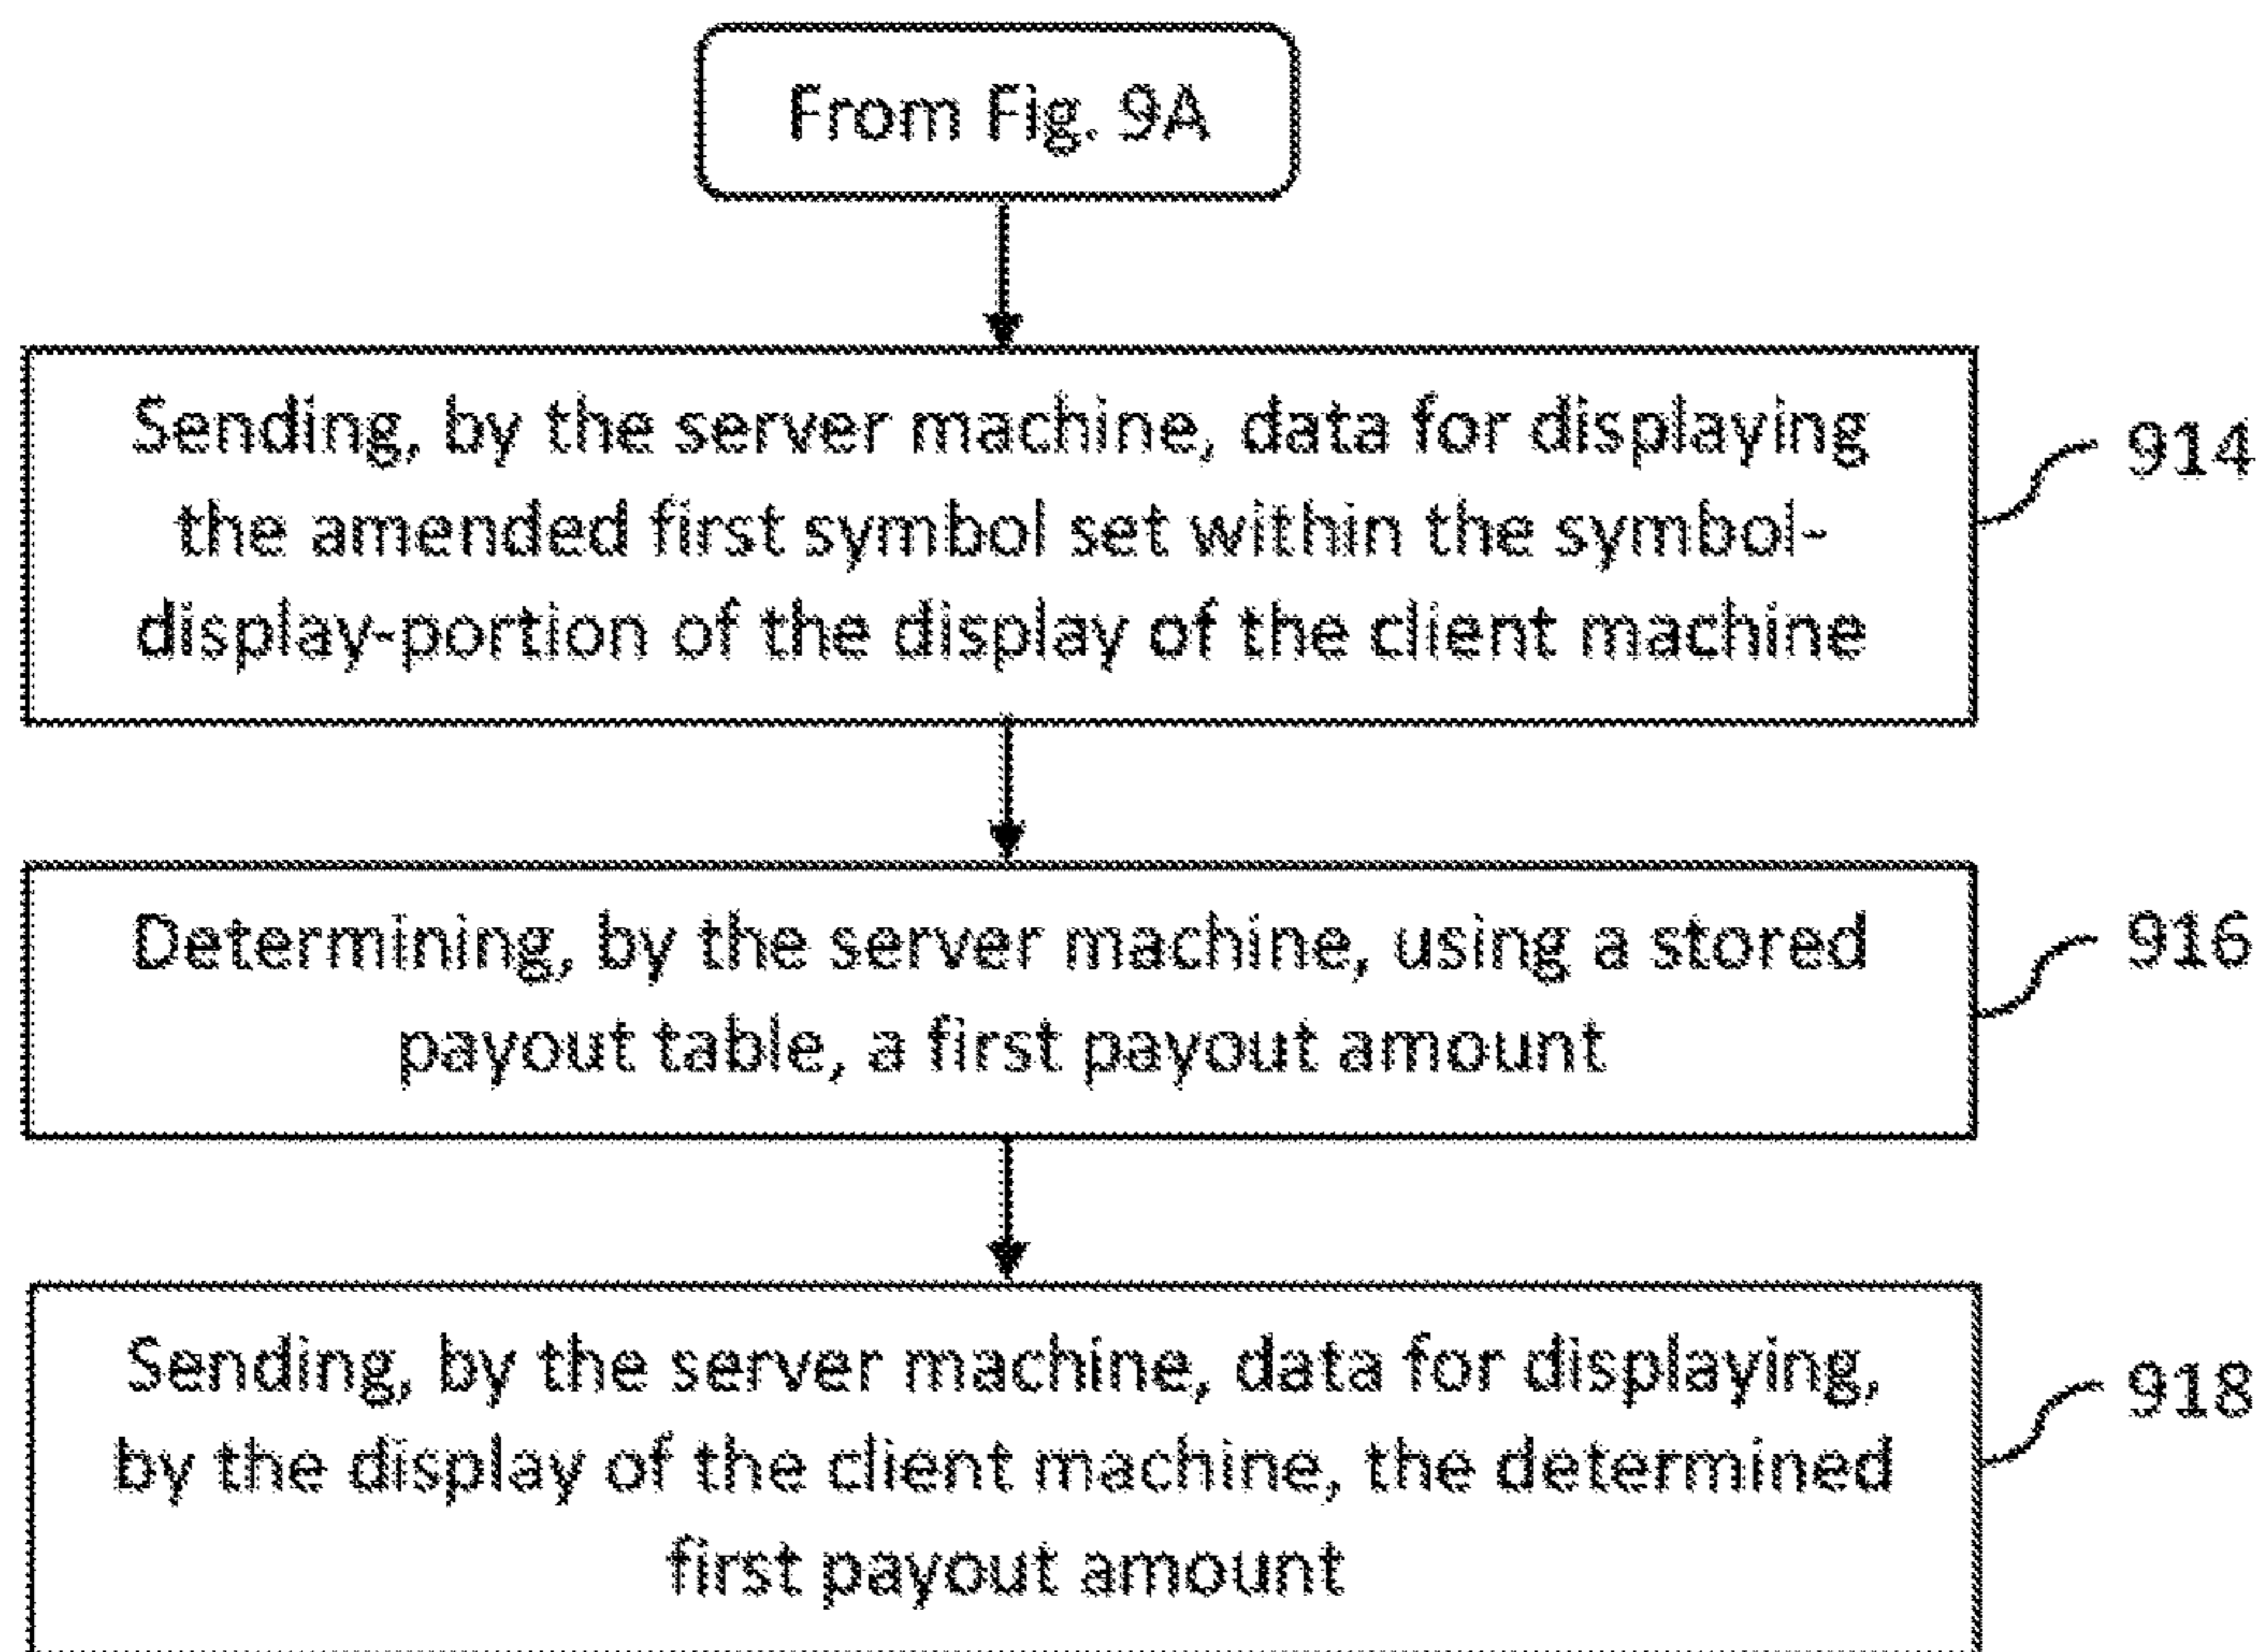 From Fig. 9A
Sending, by the server machine, data for displaying
the amended first symbol set within the symbol-
display-portion of the display of the client machine
914
Determining, by the server machine, using a stored
payout table, a first payout amount
916
Sending, by the server machine, data for displaying,
by the display of the client machine, the determined
first payout amount
918